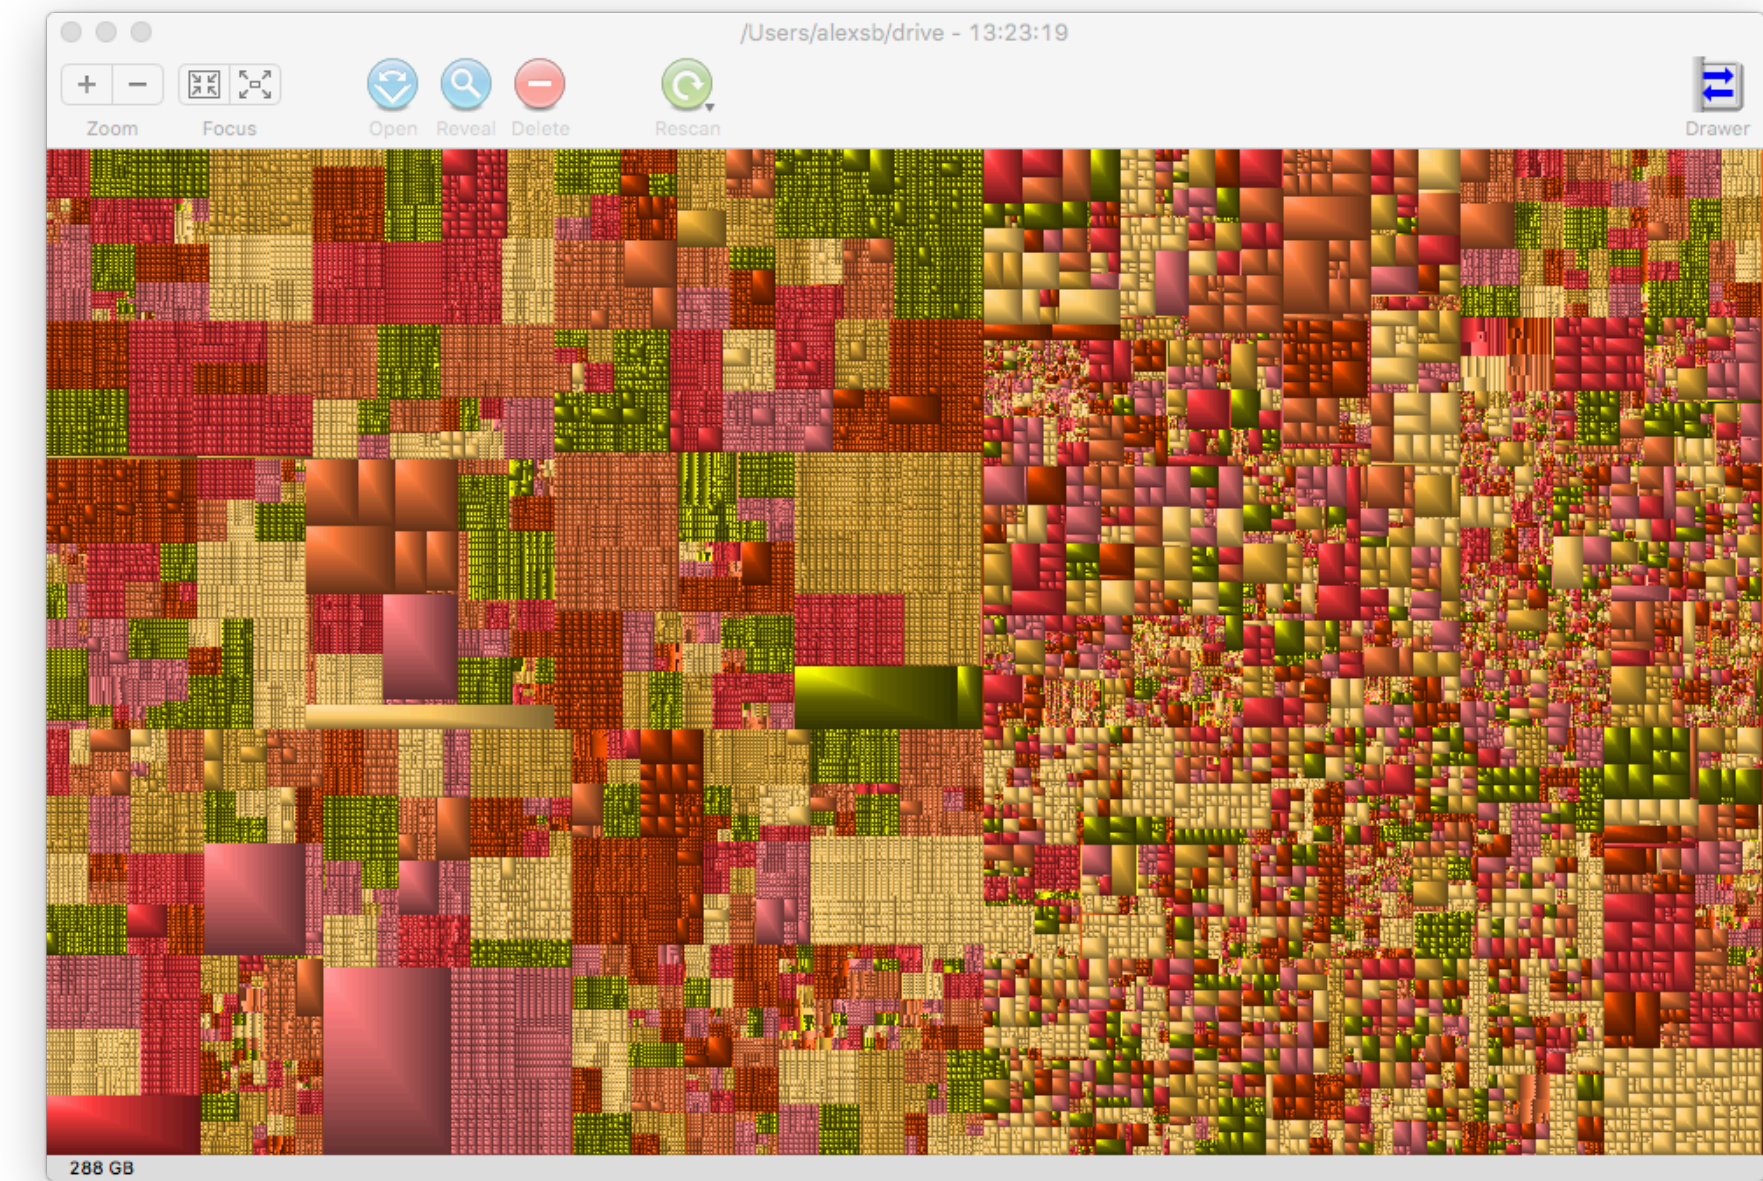 /Users/alexsb/drive - 13:23:19
Zoom
Focus
Open
Reveal
Delete
Rescan
Drawer
288 GB